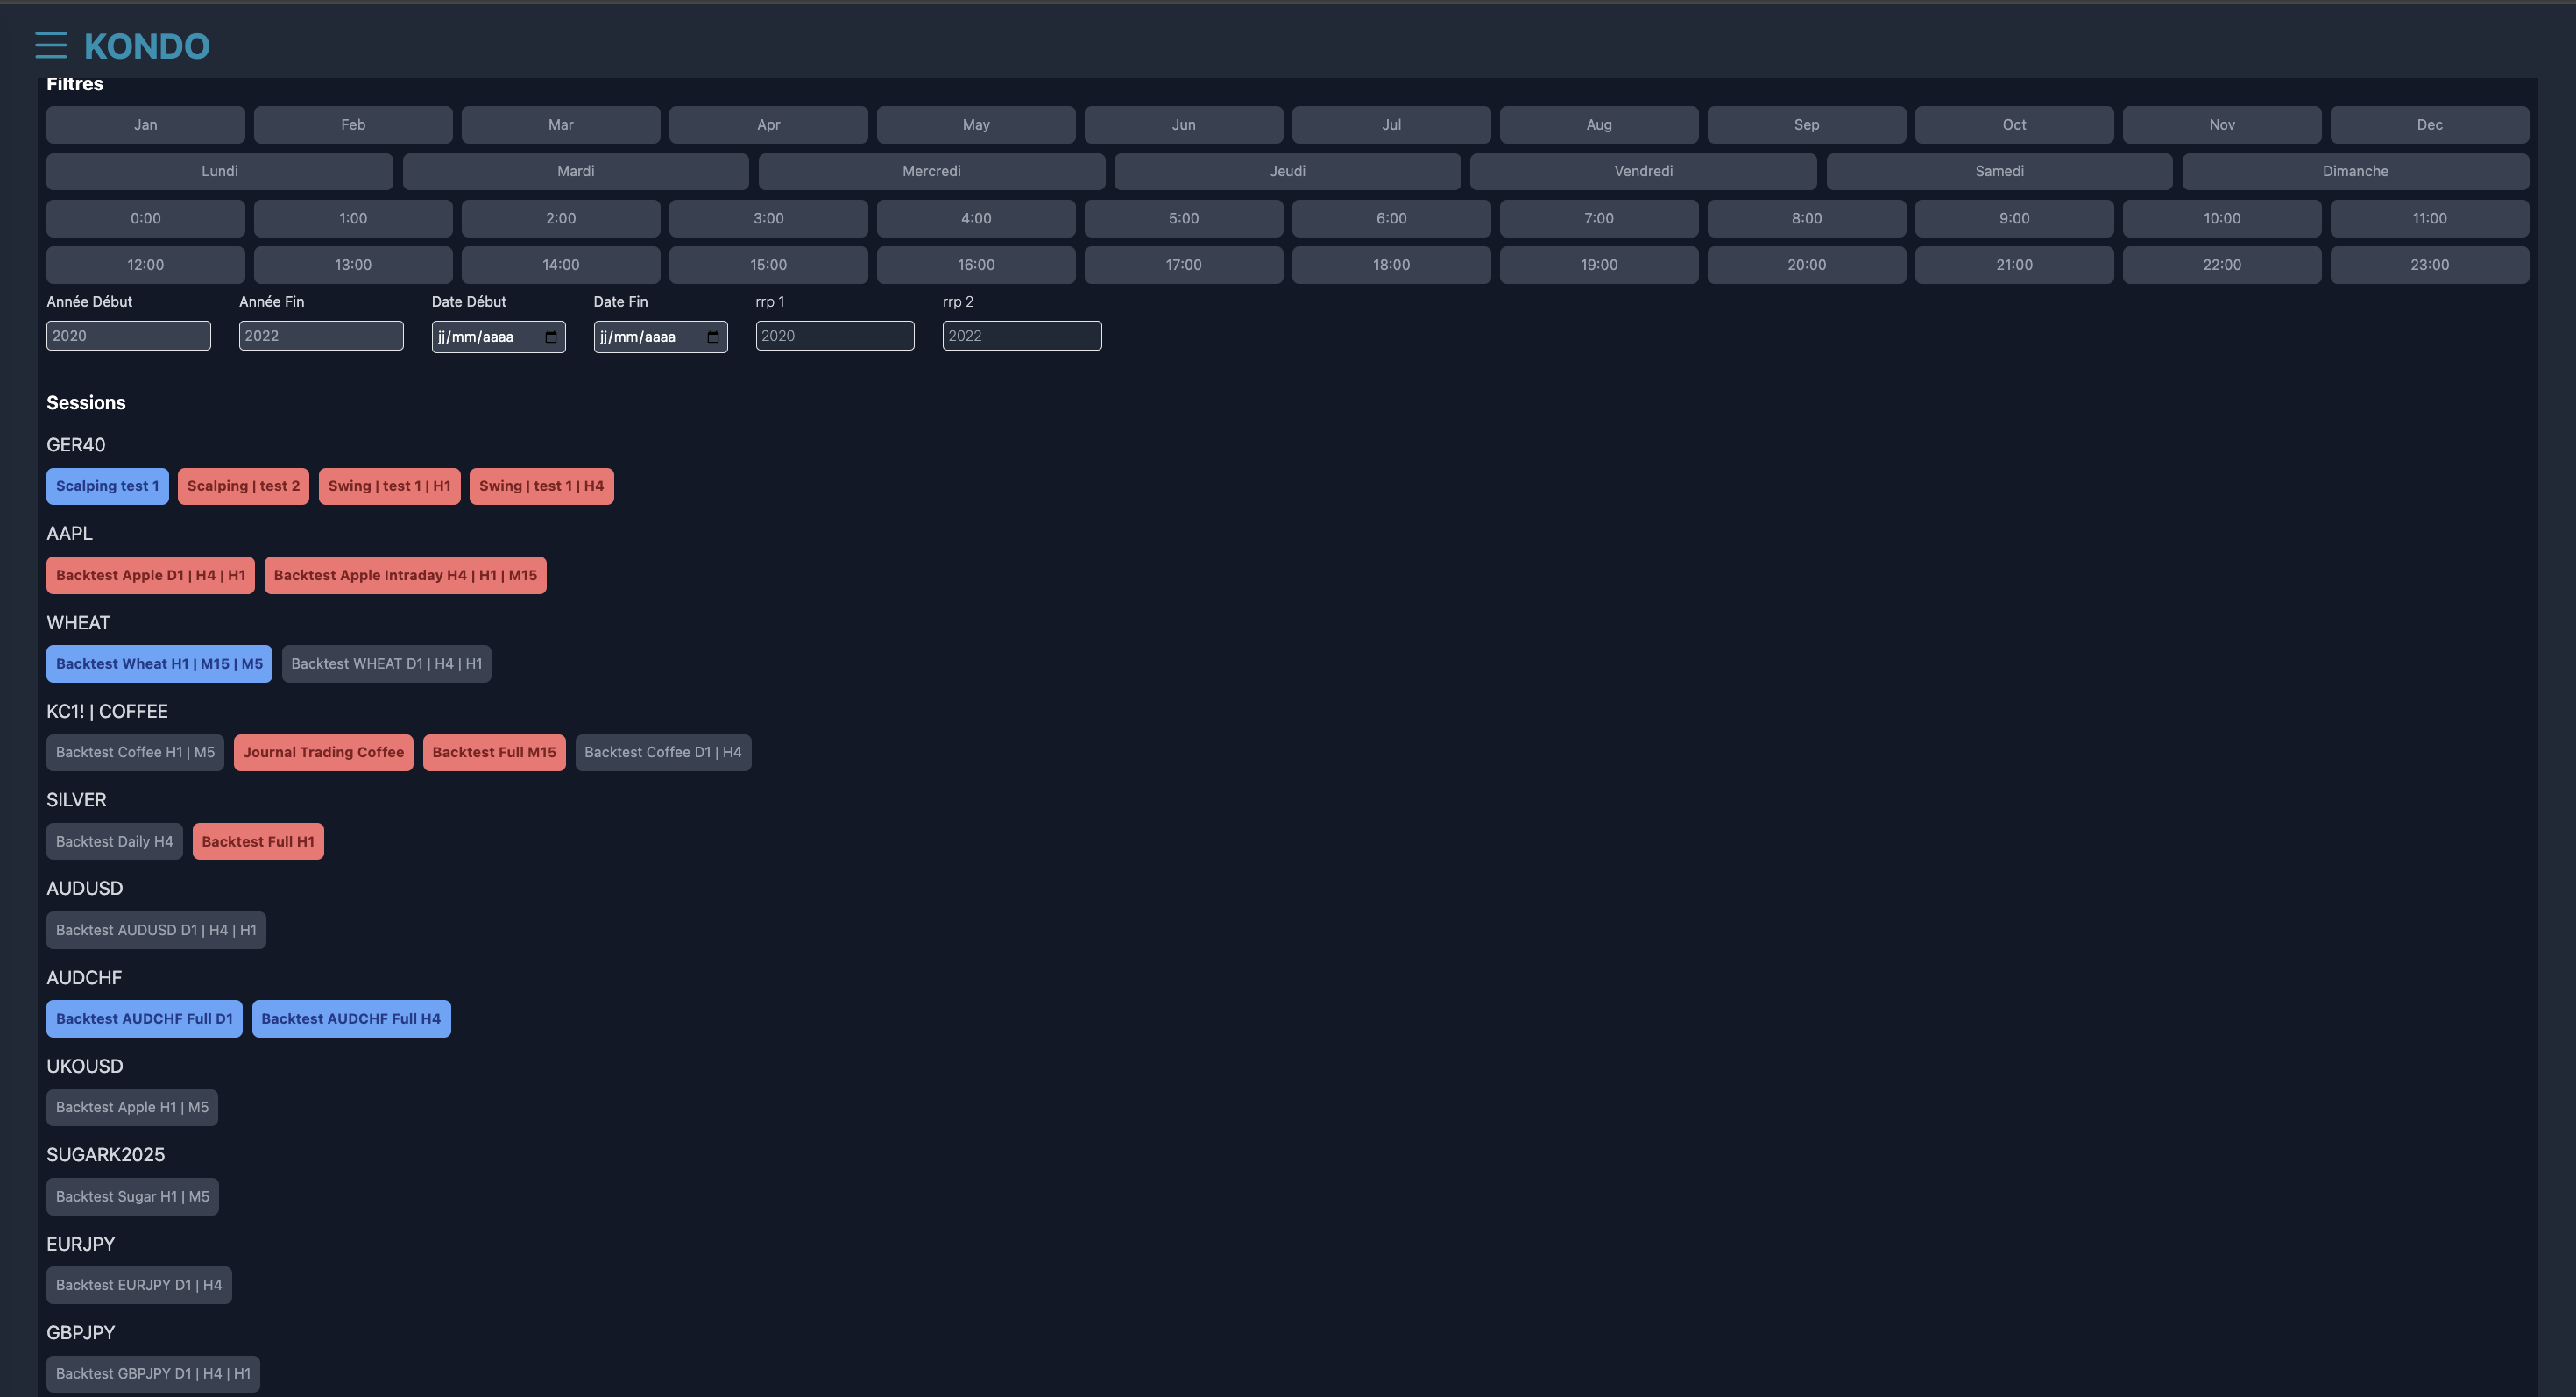 KONDO
Filtres
Jan Feb Mar Apr May Jun Jul Aug Sep Oct Nov Dec
Lundi Mardi Mercredi Jeudi Vendredi Samedi Dimanche
0:00 1:00 2:00 3:00 4:00 5:00 6:00 7:00 8:00 9:00 10:00 11:00
12:00 13:00 14:00 15:00 16:00 17:00 18:00 19:00 20:00 21:00 22:00 23:00
Année Début Année Fin Date Début Date Fin rrp 1 rrp 2
2020 2022 jj/mm/aaaa jj/mm/aaaa 2020 2022
Sessions
GER40
Scalping test 1 Scalping | test 2 Swing | test 1 | H1 Swing | test 1 | H4
AAPL
Backtest Apple D1 | H4 | H1 Backtest Apple Intraday H4 | H1 | M15
WHEAT
Backtest Wheat H1 | M15 | M5 Backtest WHEAT D1 | H4 | H1
KC1! | COFFEE
Backtest Coffee H1 | M5 Journal Trading Coffee Backtest Full M15 Backtest Coffee D1 | H4
SILVER
Backtest Daily H4 Backtest Full H1
AUDUSD
Backtest AUDUSD D1 | H4 | H1
AUDCHF
Backtest AUDCHF Full D1 Backtest AUDCHF Full H4
UKOUSD
Backtest Apple H1 | M5
SUGARK2025
Backtest Sugar H1 | M5
EURJPY
Backtest EURJPY D1 | H4
GBPJPY
Backtest GBPJPY D1 | H4 | H1